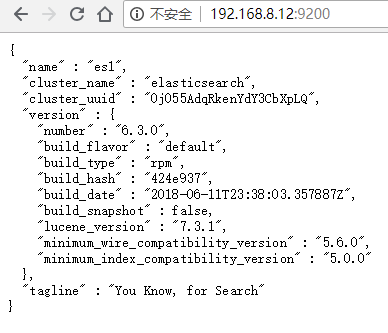 不安全 | 192.168.8.12:9200
{
  "name" : "es1",
  "cluster_name" : "elasticsearch",
  "cluster_uuid" : "0j055AdqRkenYdY3CbXpLQ",
  "version" : {
    "number" : "6.3.0",
    "build_flavor" : "default",
    "build_type" : "rpm",
    "build_hash" : "424e937",
    "build_date" : "2018-06-11T23:38:03.357887Z",
    "build_snapshot" : false,
    "lucene_version" : "7.3.1",
    "minimum_wire_compatibility_version" : "5.6.0",
    "minimum_index_compatibility_version" : "5.0.0"
  },
  "tagline" : "You Know, for Search"
}